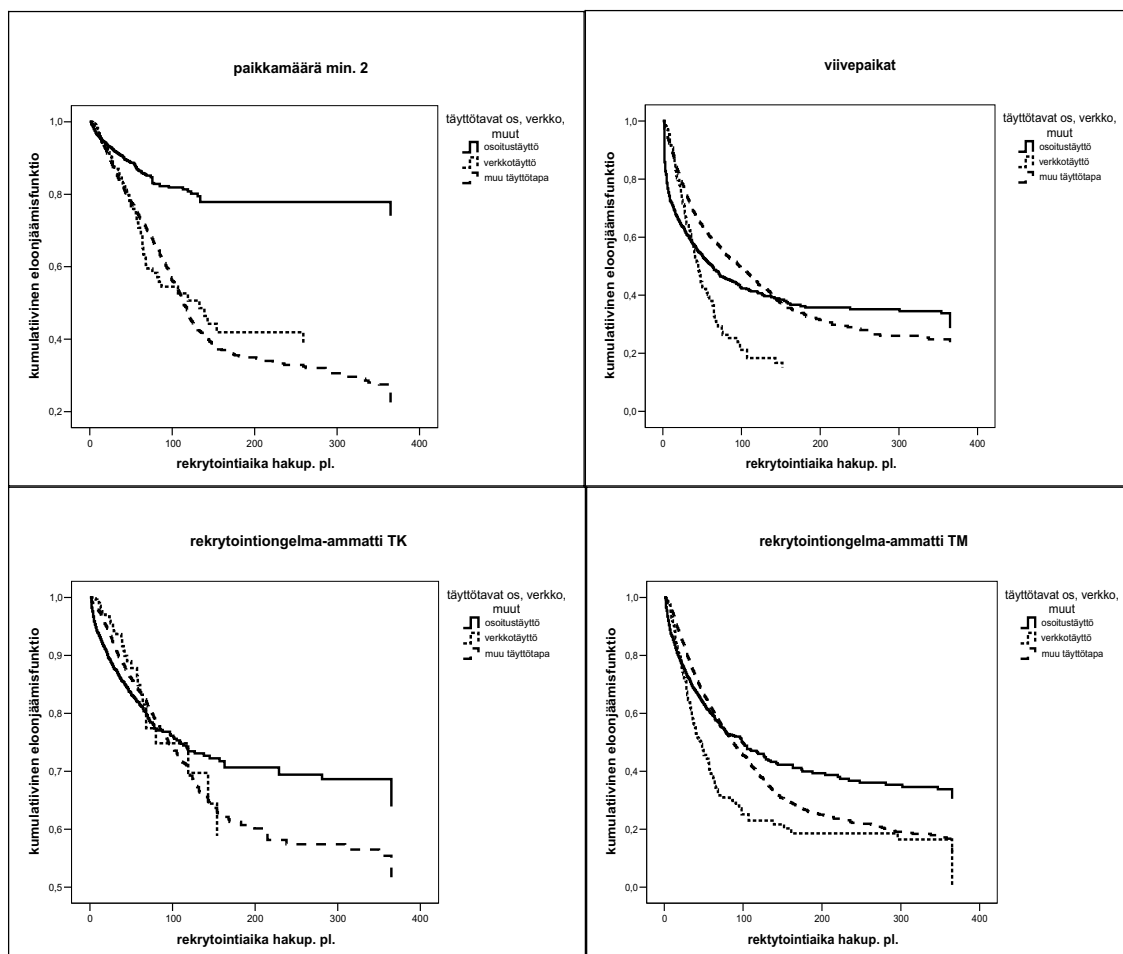 paikkamäärä min. 2
täyttötavat os, verkko,
muut
osoitustäyttö
verkkotäyttö
muu täyttötapa
kumulatiivinen eloonjäämisfunktio
1,0
0,8
0,6
0,4
0,2
0 100 200 300 400
rekrytointiaika hakup. pl.
viivepaikat
täyttötavat os, verkko,
muut
osoitustäyttö
verkkotäyttö
muu täyttötapa
kumulatiivinen eloonjäämisfunktio
1,0
0,8
0,6
0,4
0,2
0,0
0 100 200 300 400
rekrytointiaika hakup. pl.
rekrytointiongelma-ammatti TK
täyttötavat os, verkko,
muut
osoitustäyttö
verkkotäyttö
muu täyttötapa
kumulatiivinen eloonjäämisfunktio
1,0
0,9
0,8
0,7
0,6
0,5
0 100 200 300 400
rekrytointiaika hakup. pl.
rekrytointiongelma-ammatti TM
täyttötavat os, verkko,
muut
osoitustäyttö
verkkotäyttö
muu täyttötapa
kumulatiivinen eloonjäämisfunktio
1,0
0,8
0,6
0,4
0,2
0,0
0 100 200 300 400
rektytointiaika hakup. pl.